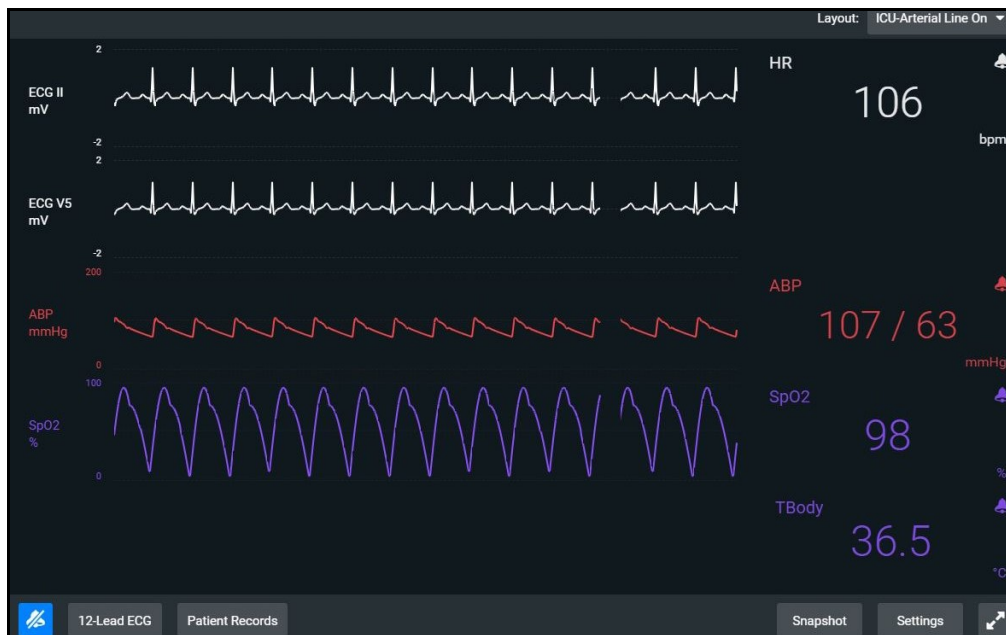 Layout: ICU-Arterial Line On
2
ECG II
mV
-2
2
ECG V5
mV
-2
200
ABP
mmHg
0
100
SpO2
%
0
HR
106
bpm
ABP
107 / 63
mmHg
SpO2
98
%
TBody
36.5
°C
12-Lead ECG Patient Records Snapshot Settings